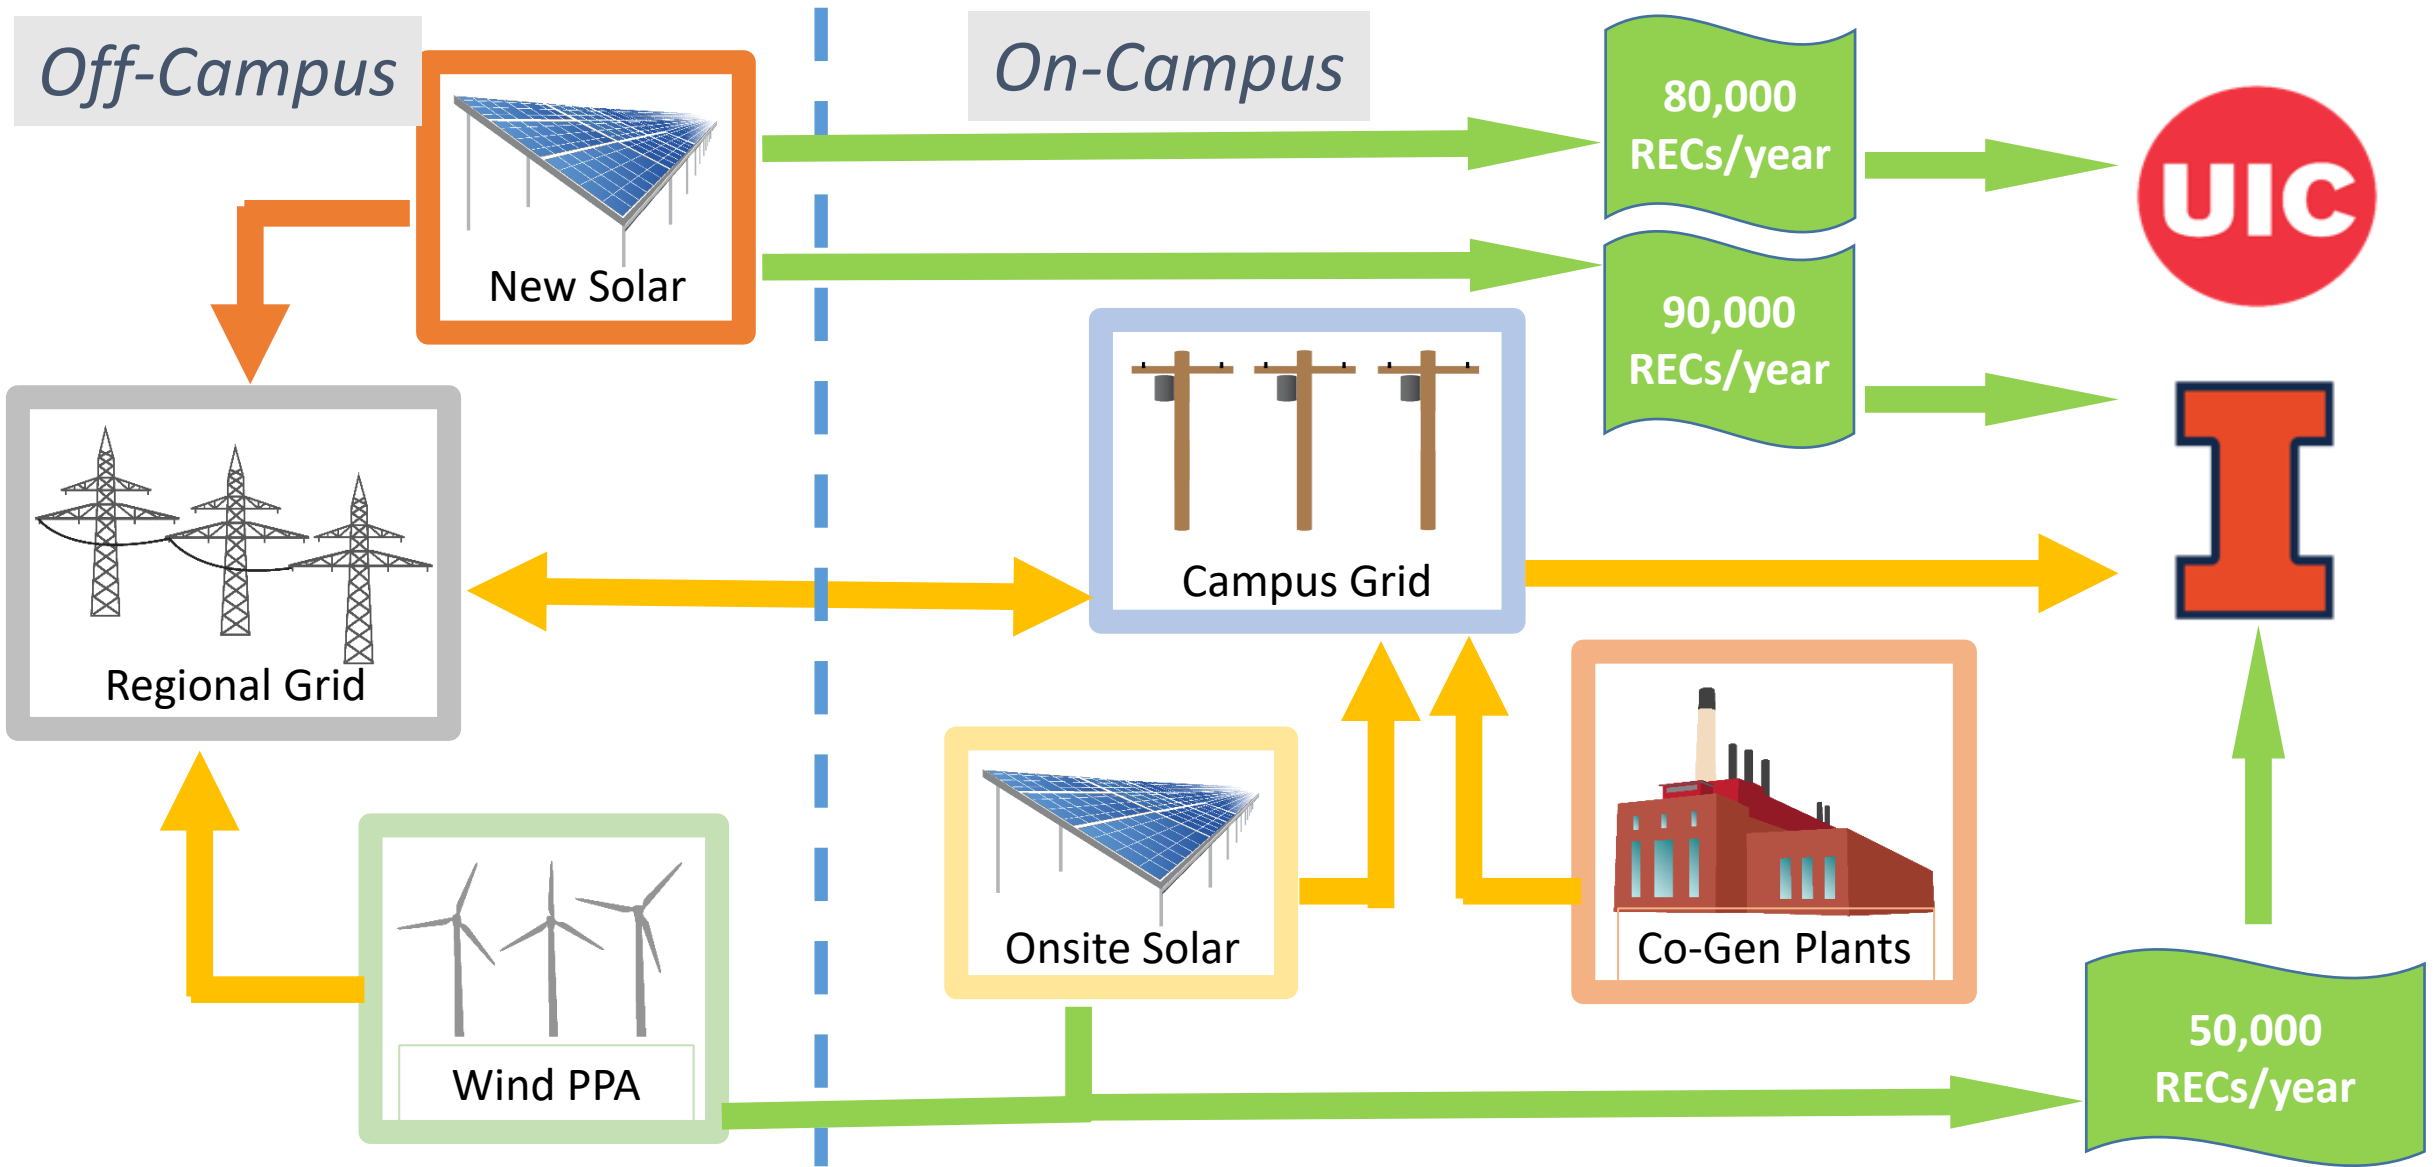 Off-Campus
On-Campus
80,000
RECs/year
UIC
New Solar
90,000
RECs/year
I
Campus Grid
Regional Grid
Onsite Solar
Co-Gen Plants
Wind PPA
50,000
RECs/year